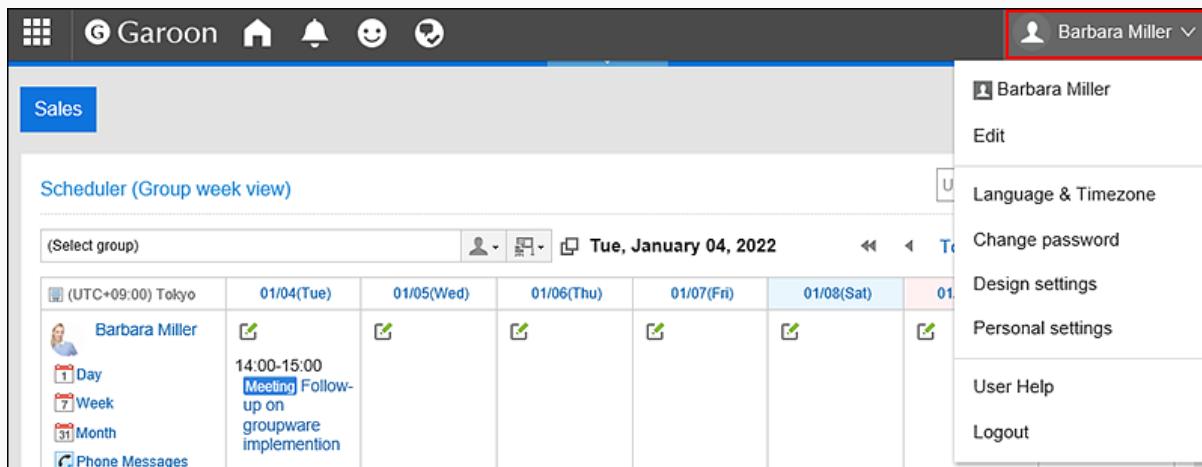 Garoon
Barbara Miller
Sales
Barbara Miller
Edit
Language & Timezone
Change password
Design settings
Personal settings
User Help
Logout
Scheduler (Group week view)
(Select group)
Tue, January 04, 2022
(UTC+09:00) Tokyo
01/04(Tue)
01/05(Wed)
01/06(Thu)
01/07(Fri)
01/08(Sat)
Barbara Miller
1 Day
7 Week
31 Month
Phone Messages
14:00-15:00
Meeting Follow-
up on
groupware
implemention